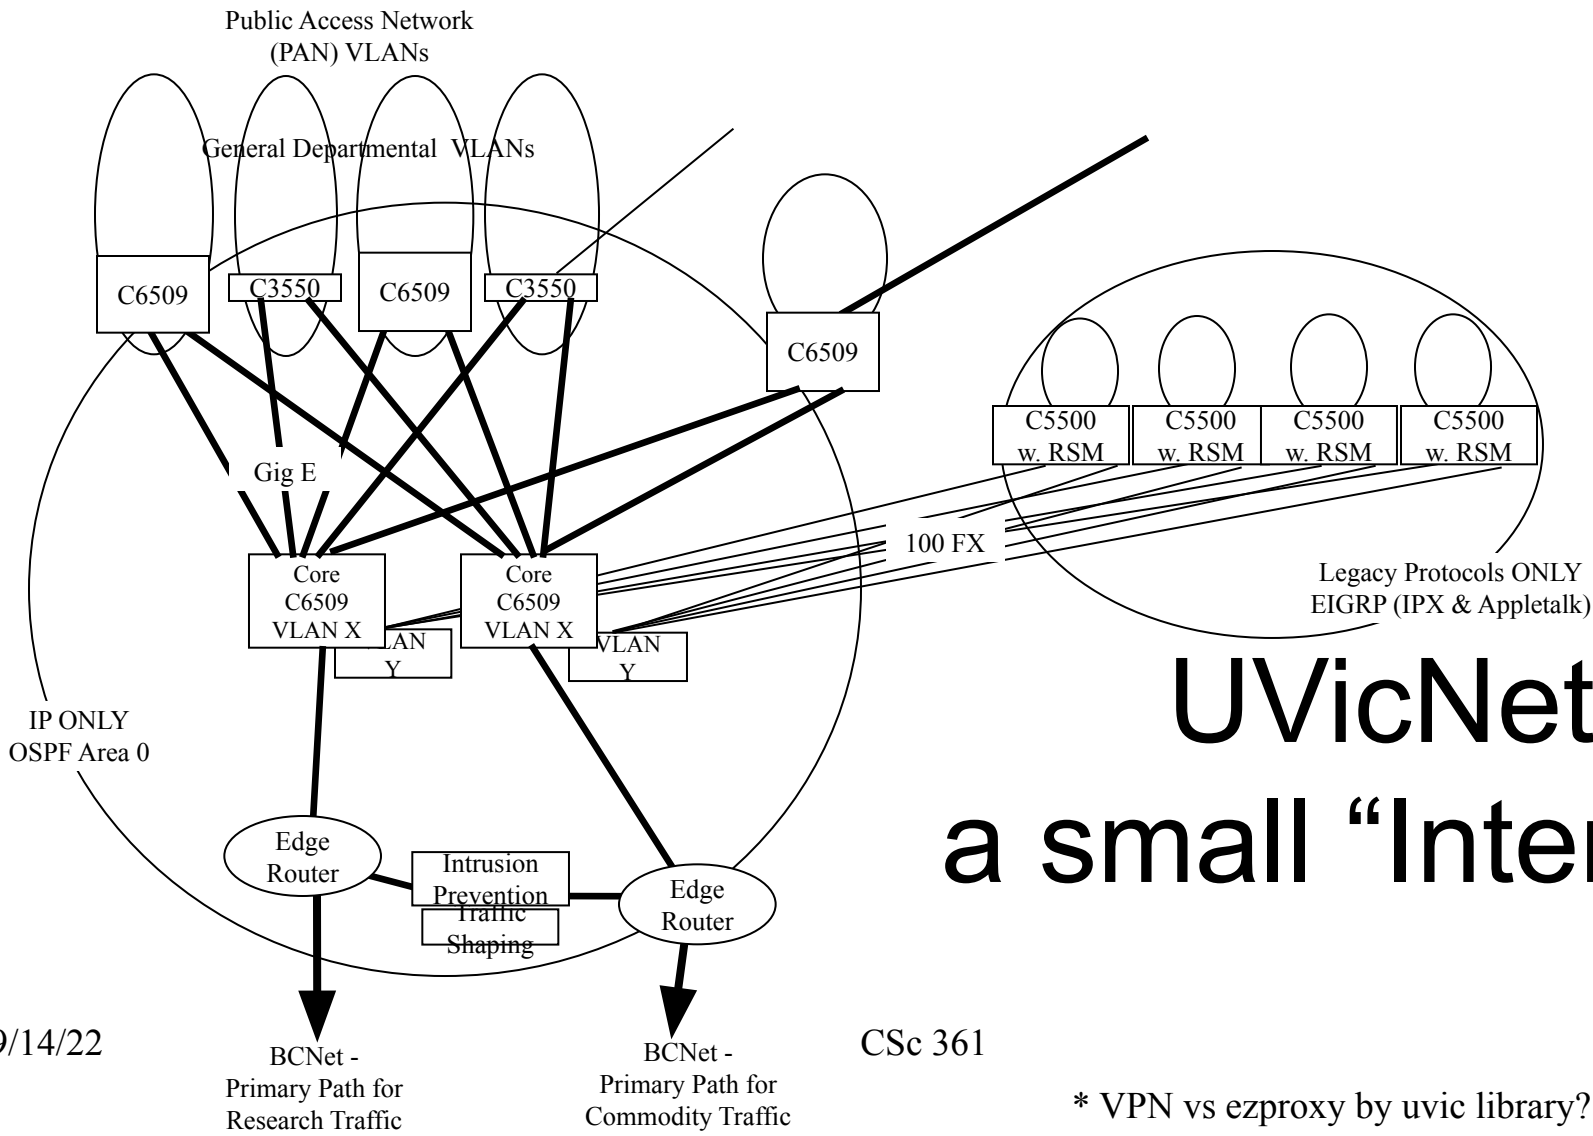 Public Access Network
(PAN) VLANs
General Departmental VLANs
C6509
C3550
C6509
C3550
C6509
C5500
w. RSM
C5500
w. RSM
C5500
w. RSM
C5500
w. RSM
Gig E
100 FX
Core
C6509
VLAN X
Core
C6509
VLAN X
Y
VLAN
Y
Legacy Protocols ONLY
EIGRP (IPX & Appletalk)
UVicNet
a small “Inter
IP ONLY
OSPF Area 0
Edge
Router
Intrusion
Prevention
Traffic
Shaping
Edge
Router
9/14/22
BCNet -
Primary Path for
Research Traffic
BCNet -
Primary Path for
Commodity Traffic
CSc 361
* VPN vs ezproxy by uvic library?